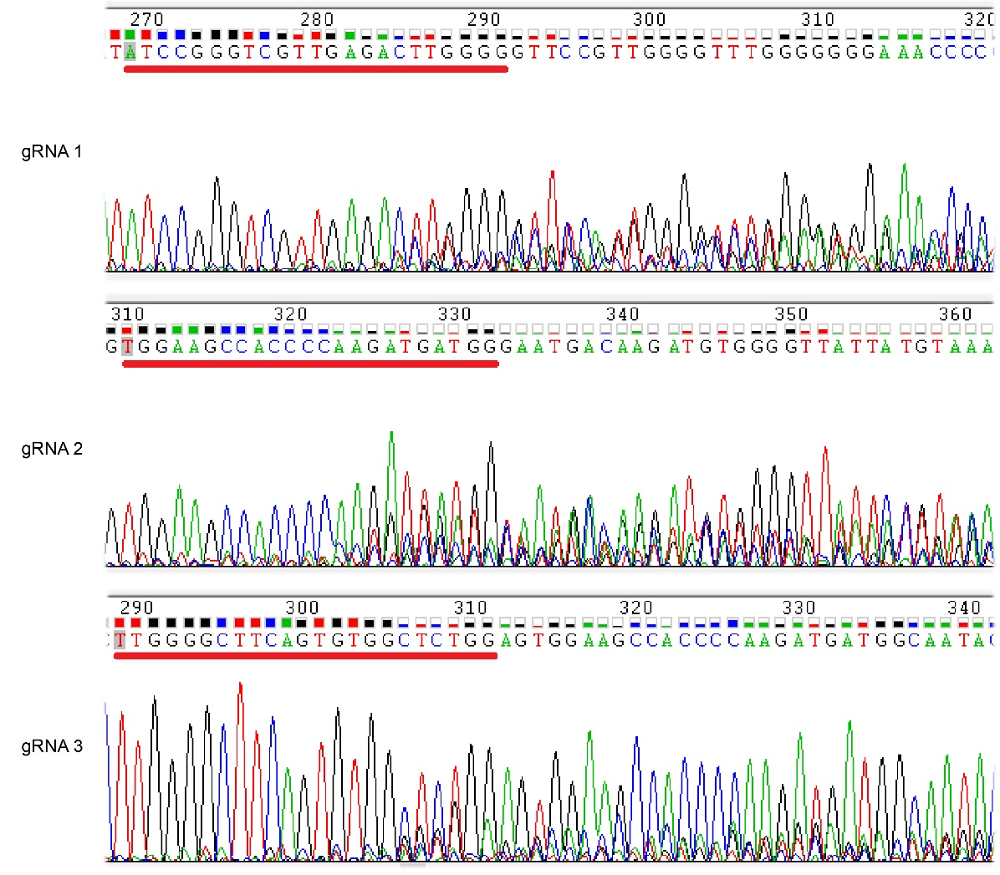 270 280 290 300 310 320
TATCCGGGTCGTTGAGACTTGGGGGTTCCGTTGGGGTTTGGGGGGGAAACCCC
gRNA 1
310 320 330 340 350 360
GTGGAAGCCACCCCAAGATGATGGGAATGACAAGATGTGGGGTTATTATGTAAA
gRNA 2
290 300 310 320 330 340
TTGGGGCTTCAGTGTGGCTCTGGAGTGGAAGCCACCCCAAGATGATGGCAATAC
gRNA 3